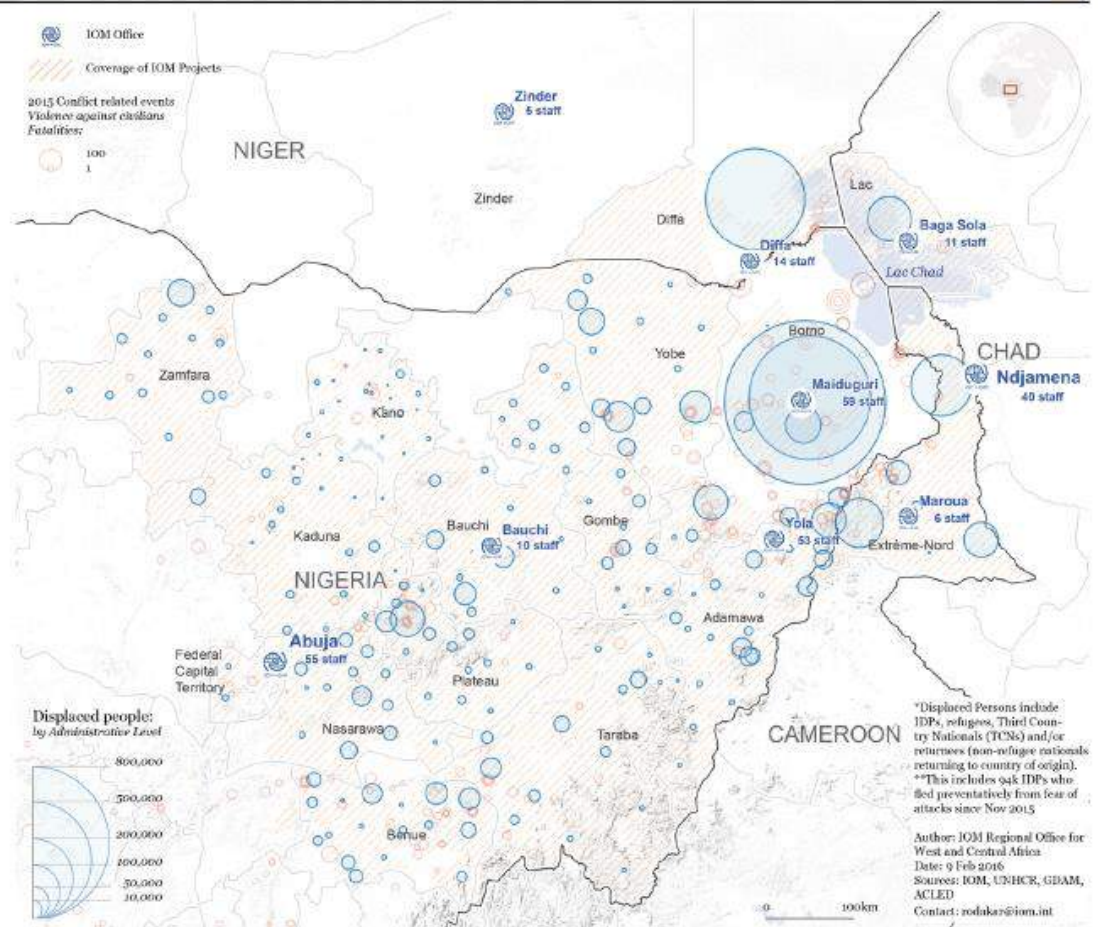 IOM Office
Coverage of IOM Projects
2015 Conflict related events
Violence against civilians
Fatalities:
100
1
NIGER
Zinder
5 staff
Zinder
Diffa
Diffa
14 staff
Lac
Baga Sola
11 staff
Lac Chad
Borno
Yobe
CHAD
Ndjamena
40 staff
Maiduguri
59 staff
Zamfara
Kano
Kaduna
Bauchi
Bauchi
10 staff
Gombe
Yola
53 staff
Maroua
6 staff
Extrême-Nord
NIGERIA
Abuja
55 staff
Federal
Capital
Territory
Plateau
Adamawa
Nasarawa
Taraba
Benue
CAMEROON
Displaced people:
by Administrative Level
800,000
500,000
200,000
100,000
50,000
10,000
*Displaced Persons include
IDPs, refugees, Third Coun-
try Nationals (TCNs) and/or
returnees (non-refugee nationals
returning to country of origin).
**This includes 94k IDPs who
fled preventatively from fear of
attacks since Nov 2015
Author: IOM Regional Office for
West and Central Africa
Date: 9 Feb 2016
Sources: IOM, UNHCR, GDAM,
ACLED
Contact: rodakar@iom.int
0 100km